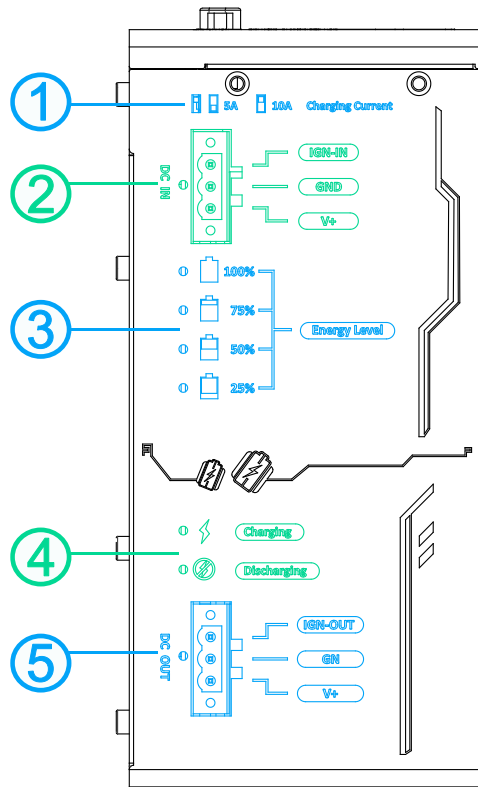 1
5A
10A
Charging Current
2
DC IN
IGN-IN
GND
V+
3
100%
75%
50%
25%
Energy Level
4
Charging
Discharging
5
DC OUT
IGN-OUT
GN
V+